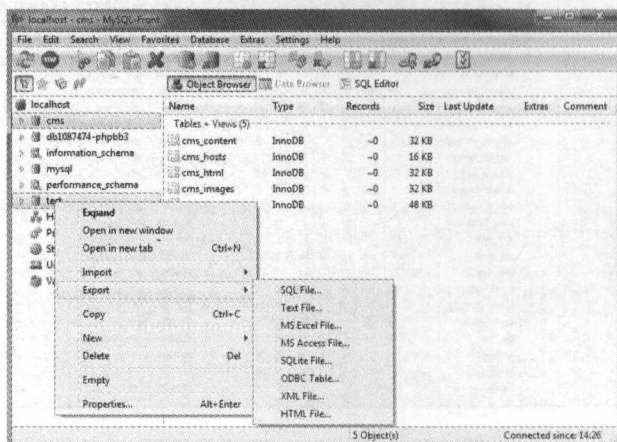 localhost - cms - MySQL-Front
File Edit Search View Favorites Database Extras Settings Help
Object Browser Data Browser SQL Editor
localhost
cms
db1087474-phpbb3
information_schema
mysql
performance_schema
Name Type Records Size Last Update Extras Comment
Tables + Views (5)
cms_content InnoDB ~0 32 KB
cms_hosts InnoDB ~0 16 KB
cms_html InnoDB ~0 32 KB
cms_images InnoDB ~0 32 KB
InnoDB ~0 48 KB
Expand
Open in new window
Open in new tab Ctrl+N
Import
Export
Copy Ctrl+C
New
Delete Del
Empty
Properties... Alt+Enter
SQL File...
Text File...
MS Excel File...
MS Access File...
SQLite File...
ODBC Table...
XML File...
HTML File...
5 Object(s) Connected since: 14:26